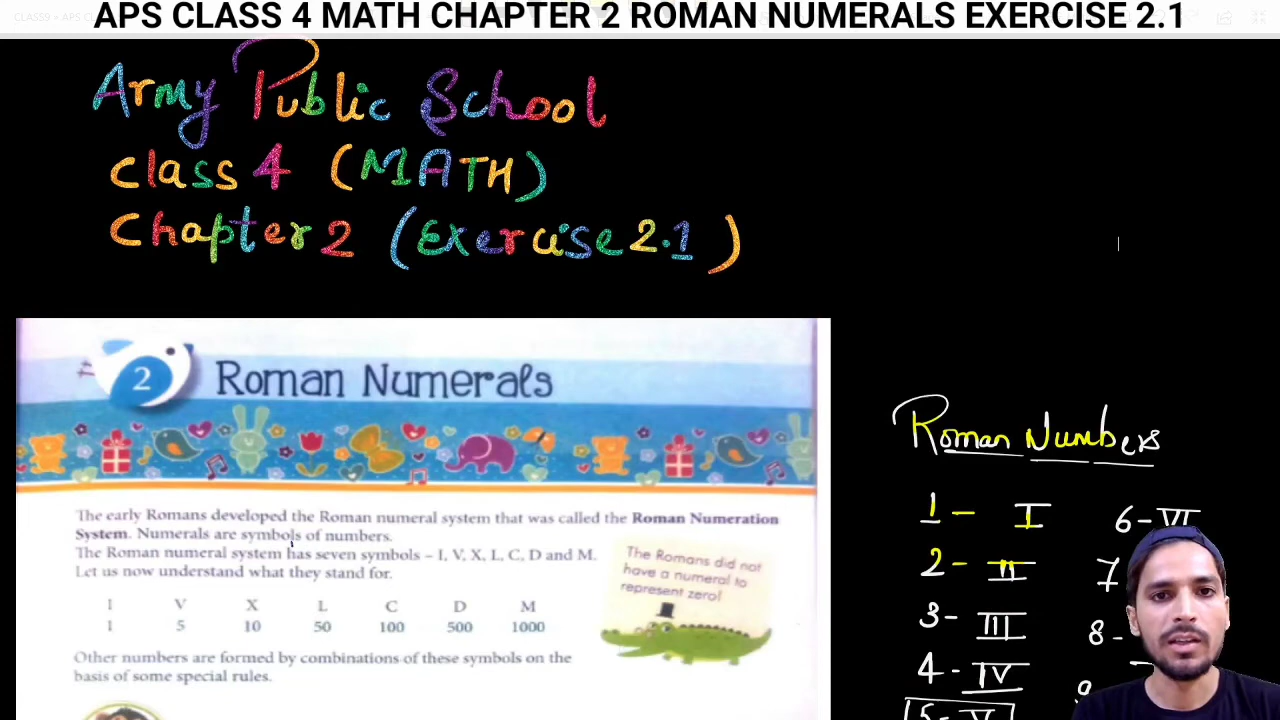 APS CLASS 4 MATH CHAPTER 2 ROMAN NUMERALS EXERCISE 2.1
Army Public School
Class 4 (MATH)
Chapter 2 (Exercise 2.1)
2
Roman Numerals
The early Romans developed the Roman numeral system that was called the Roman Numeration
System. Numerals are symbols of numbers.
The Roman numeral system has seven symbols – I, V, X, L, C, D and M.
Let us now understand what they stand for.
I V X L C D M
1 5 10 50 100 500 1000
Other numbers are formed by combinations of these symbols on the
basis of some special rules.
The Romans did not
have a numeral to
represent zero!
Roman Numbers
1 - I
2 - II
3 - III
4 - IV
5 - V
6 - VI
7
8 -
9